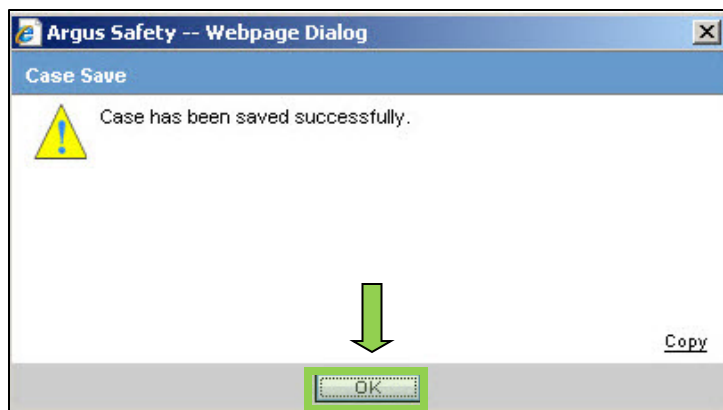 Argus Safety -- Webpage Dialog
Case Save
Case has been saved successfully.
Copy
OK